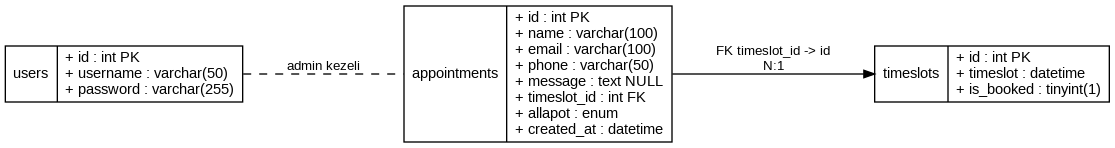 users
+ id : int PK
+ username : varchar(50)
+ password : varchar(255)
admin kezeli
appointments
+ id : int PK
+ name : varchar(100)
+ email : varchar(100)
+ phone : varchar(50)
+ message : text NULL
+ timeslot_id : int FK
+ allapot : enum
+ created_at : datetime
FK timeslot_id -> id
N:1
timeslots
+ id : int PK
+ timeslot : datetime
+ is_booked : tinyint(1)